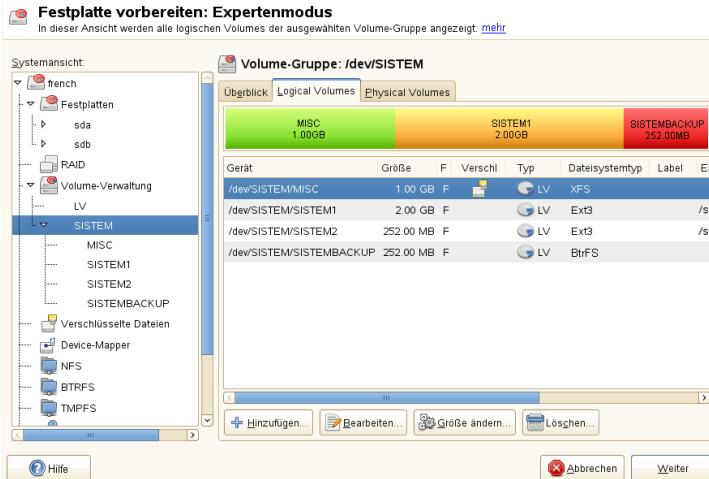 Festplatte vorbereiten: Expertenmodus
In dieser Ansicht werden alle logischen Volumes der ausgewählten Volume-Gruppe angezeigt. mehr
Systemansicht:
french
Festplatten
sda
sdb
RAID
Volume-Verwaltung
LV
SISTEM
MISC
SISTEM1
SISTEM2
SISTEMBACKUP
Verschlüsselte Dateien
Device-Mapper
NFS
BTRFS
TMPFS
Volume-Gruppe: /dev/SISTEM
Überblick Logical Volumes Physical Volumes
MISC SISTEM1 SISTEMBACKUP
1.00GB 2.00GB 252.00MB
Gerät Größe F Verschl Typ Dateisystemtyp Label
/dev/SISTEM/MISC 1.00 GB F LV XFS
/dev/SISTEM/SISTEM1 2.00 GB F LV Ext3 /s
/dev/SISTEM/SISTEM2 252.00 MB F LV Ext3 /s
/dev/SISTEM/SISTEMBACKUP 252.00 MB F LV BtrFS
Hinzufügen... Bearbeiten... Größe ändern... Löschen...
Hilfe Abbrechen Weiter